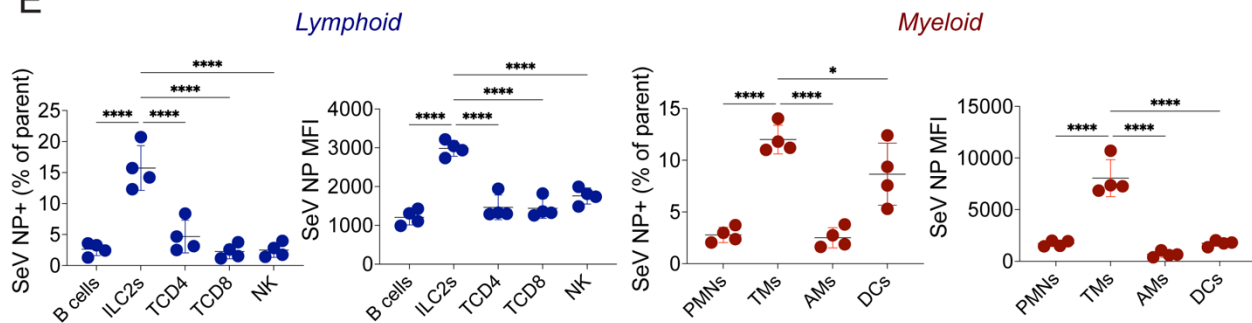 E
Lymphoid
Myeloid
SeV NP+ (% of parent)
25
20
15
10
5
0
****
****
****
****
B cells
ILC2s
TCD4
TCD8
NK
SeV NP MFI
4000
3000
2000
1000
0
****
****
****
****
B cells
ILC2s
TCD4
TCD8
NK
SeV NP+ (% of parent)
15
10
5
0
*
****
****
PMNs
TMs
AMs
DCs
SeV NP MFI
15000
10000
5000
0
****
****
****
PMNs
TMs
AMs
DCs